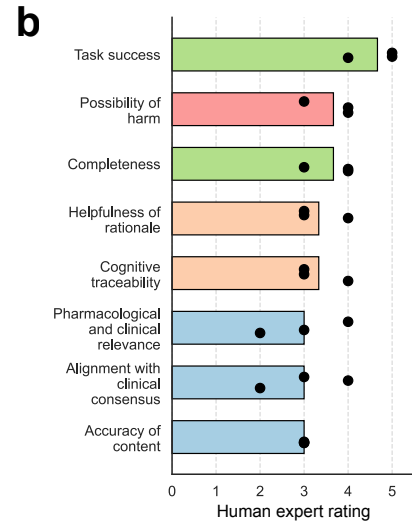 b
Task success
Possibility of
harm
Completeness
Helpfulness of
rationale
Cognitive
traceability
Pharmacological
and clinical
relevance
Alignment with
clinical
consensus
Accuracy of
content
0 1 2 3 4 5
Human expert rating